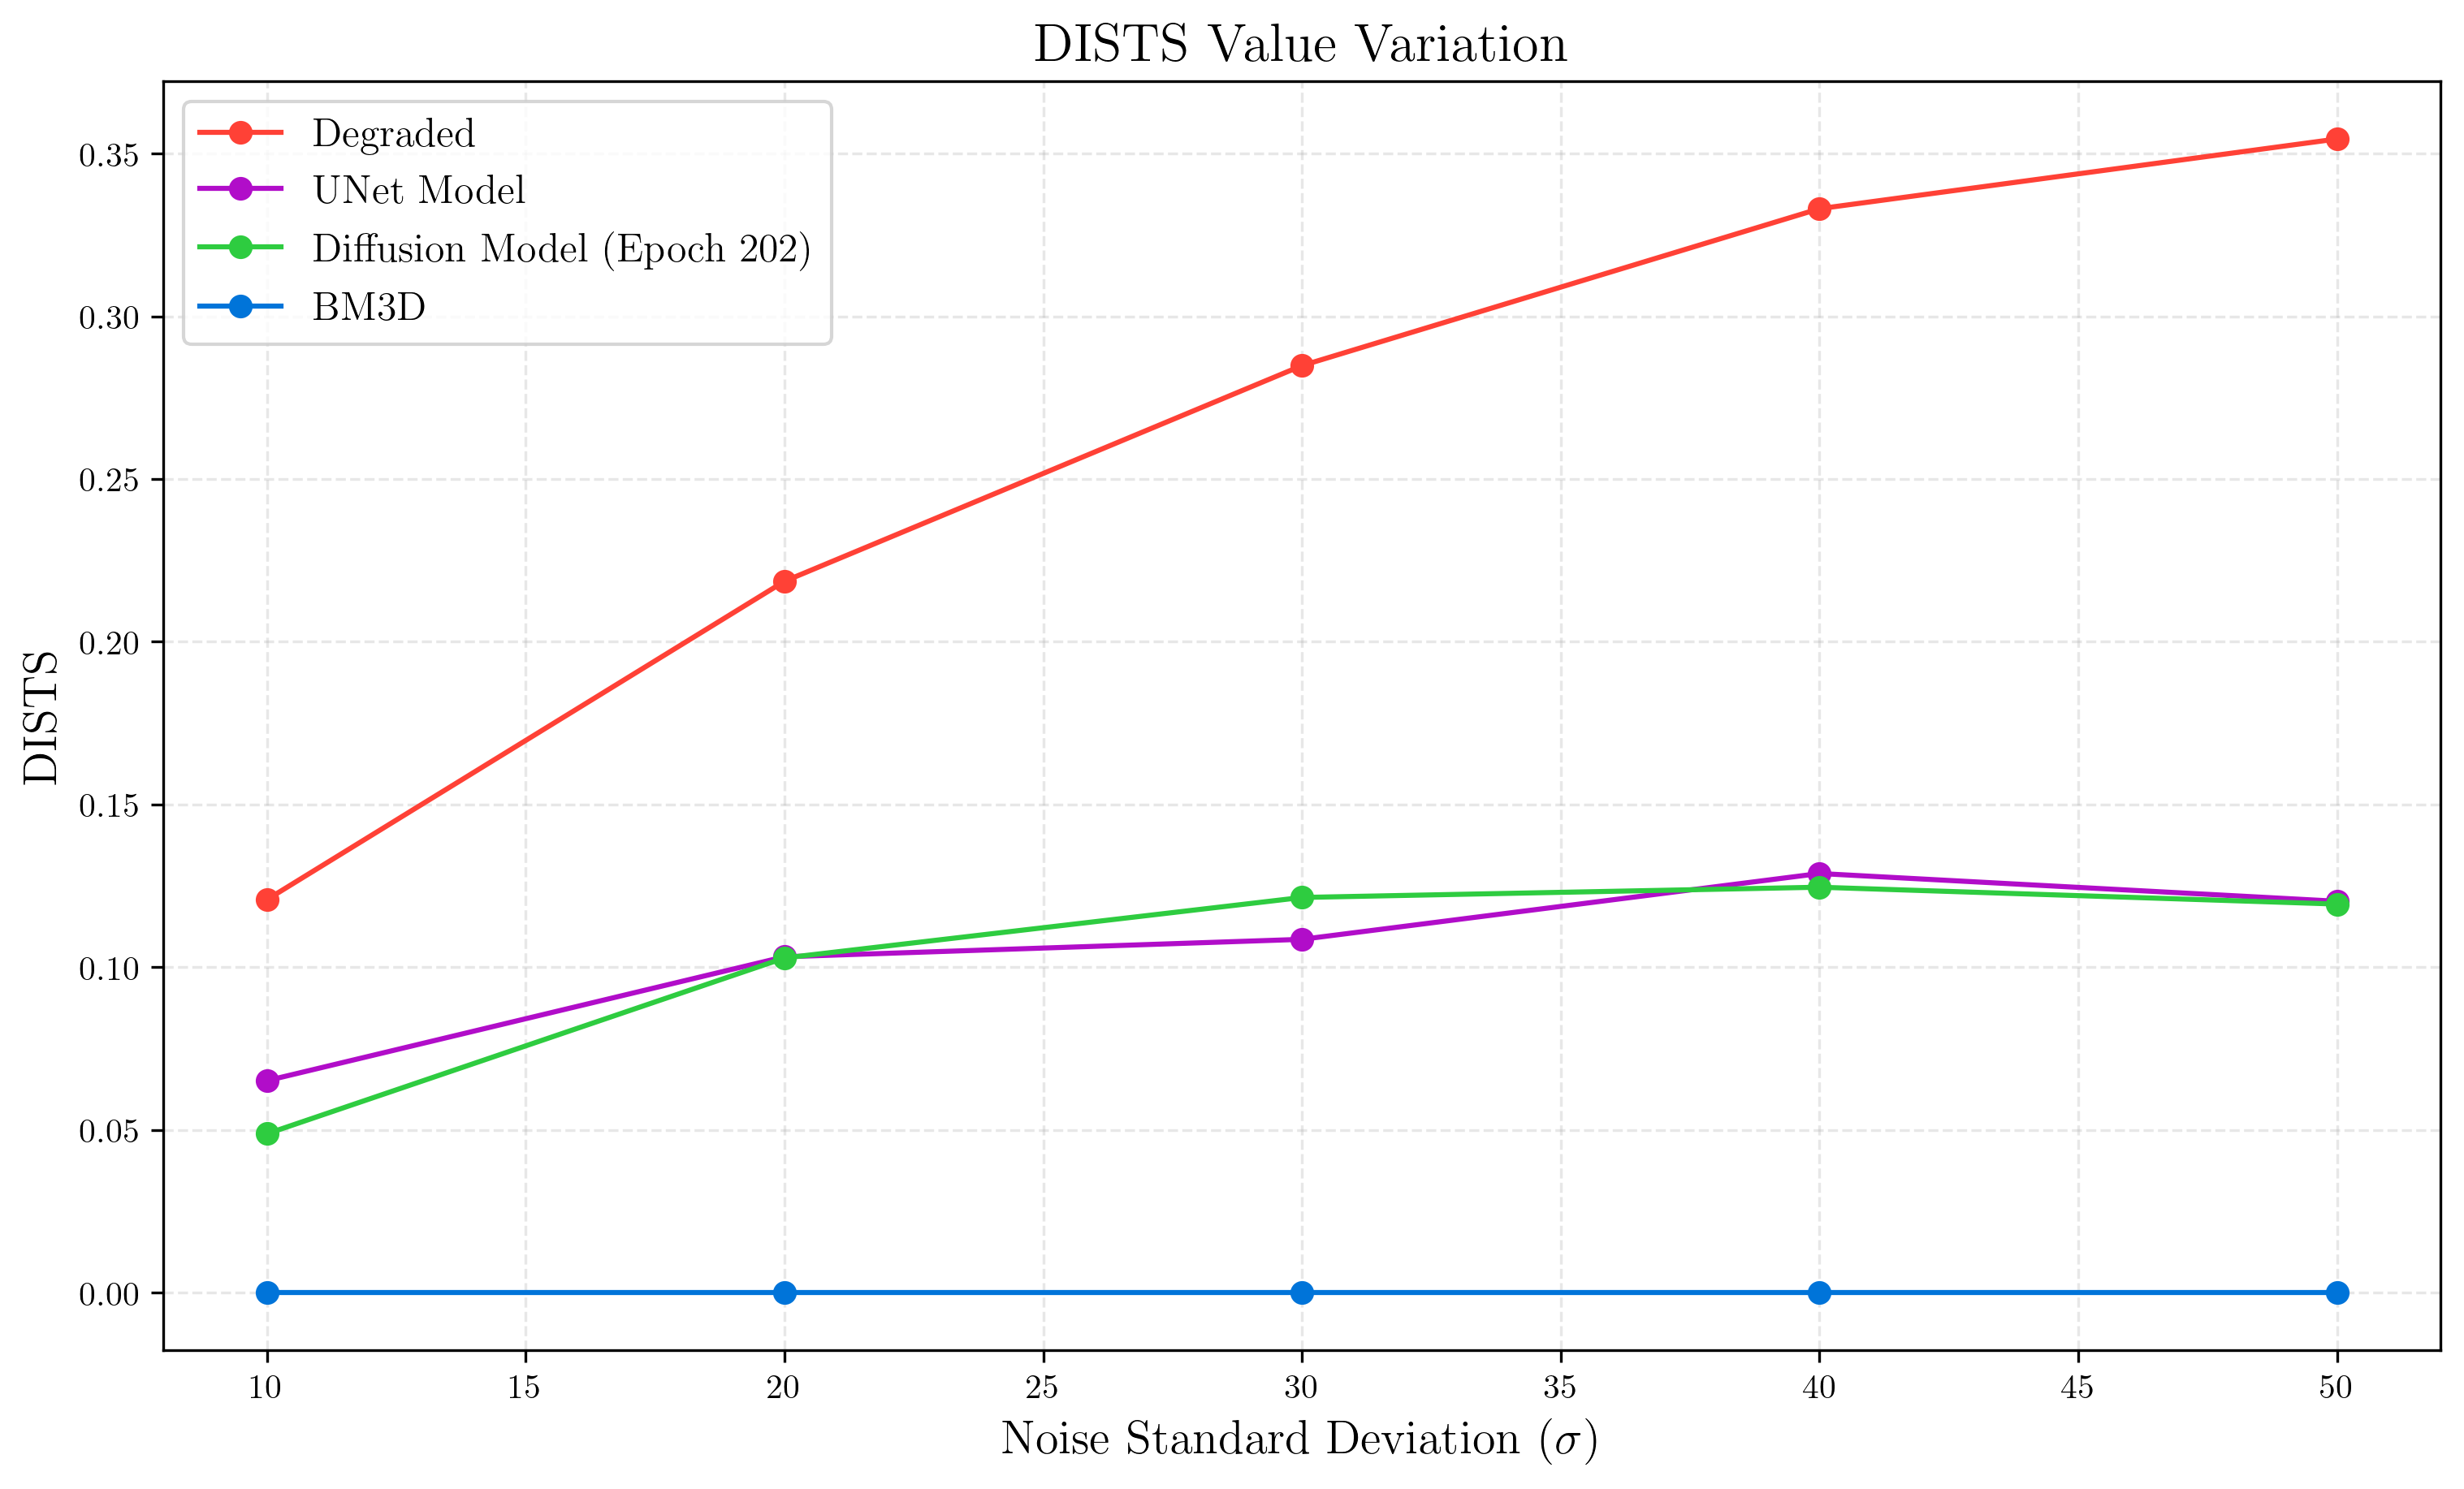 DISTS Value Variation
Degraded
UNet Model
Diffusion Model (Epoch 202)
BM3D
0.35
0.30
0.25
0.20
0.15
0.10
0.05
0.00
DISTS
10 15 20 25 30 35 40 45 50
Noise Standard Deviation (σ)